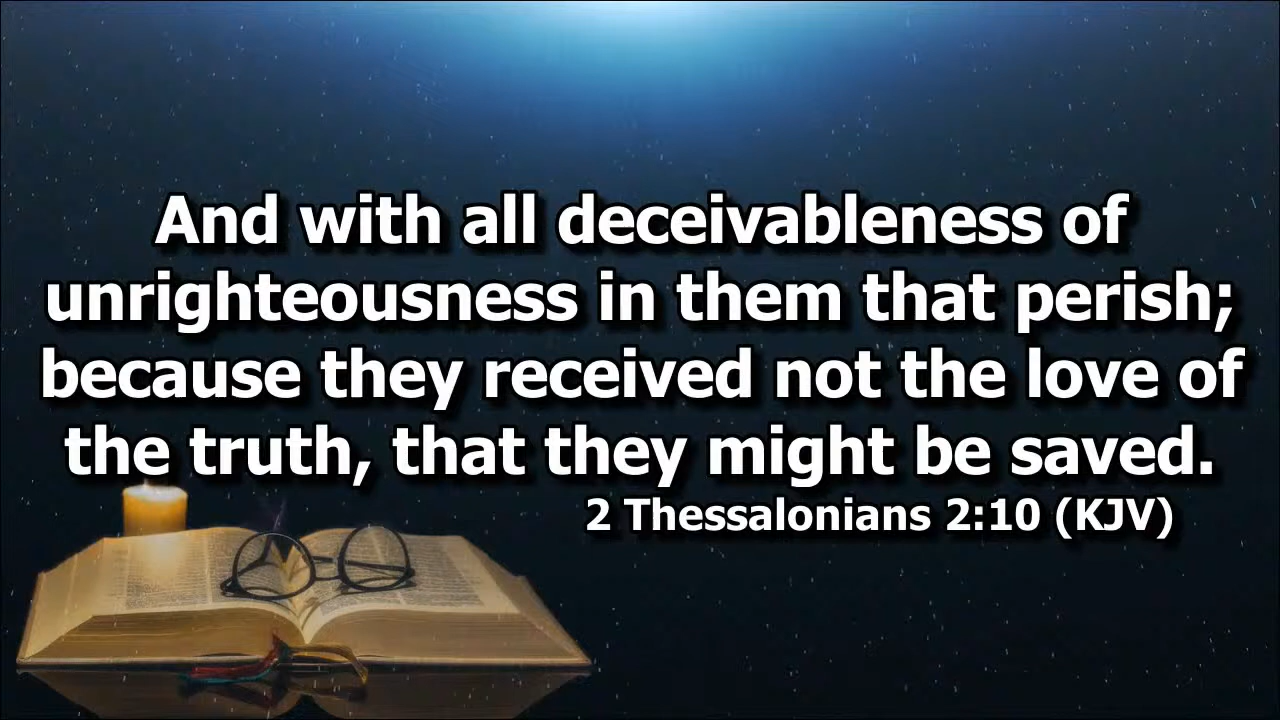 And with all deceivableness of
unrighteousness in them that perish;
because they received not the love of
the truth, that they might be saved.
2 Thessalonians 2:10 (KJV)